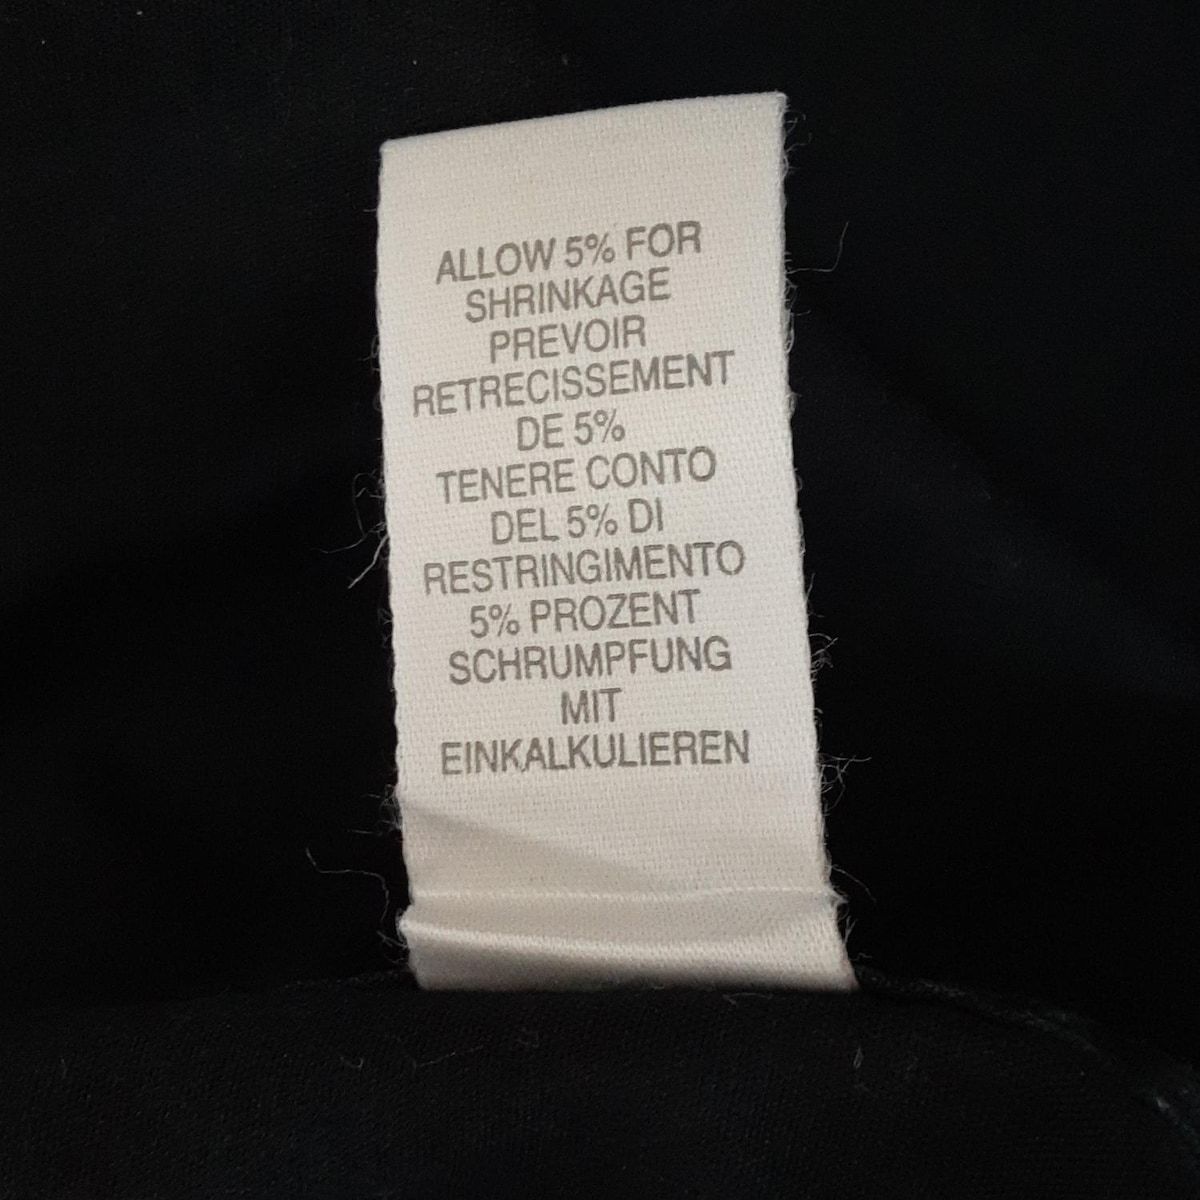 ALLOW 5% FOR
SHRINKAGE
PREVOIR
RETRECISSEMENT
DE 5%
TENERE CONTO
DEL 5% DI
RESTRINGIMENTO
5% PROZENT
SCHRUMPFUNG
MIT
EINKALKULIEREN